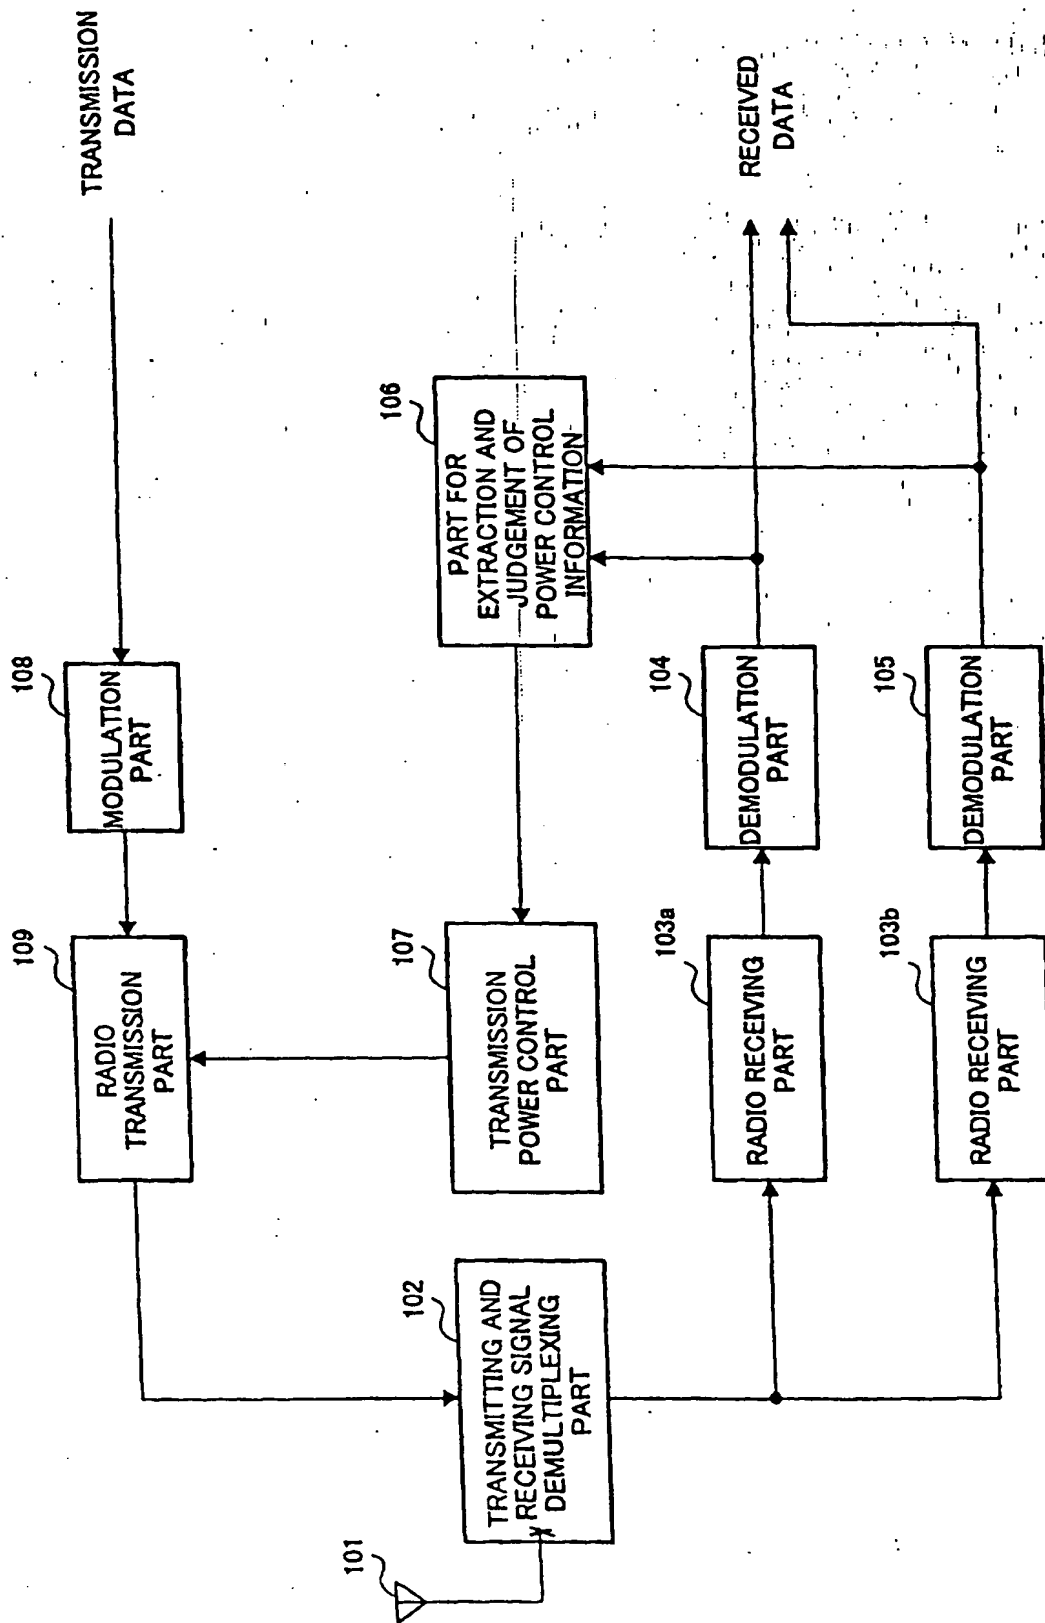 TRANSMISSION
DATA
108
MODULATION
PART
109
RADIO
TRANSMISSION
PART
106
PART FOR
EXTRACTION AND
JUDGEMENT OF
POWER CONTROL
INFORMATION
107
TRANSMISSION
POWER CONTROL
PART
101
102
TRANSMITTING AND
RECEIVING SIGNAL
DEMULTIPLEXING
PART
103a
RADIO RECEIVING
PART
104
DEMODULATION
PART
RECEIVED
DATA
103b
RADIO RECEIVING
PART
105
DEMODULATION
PART